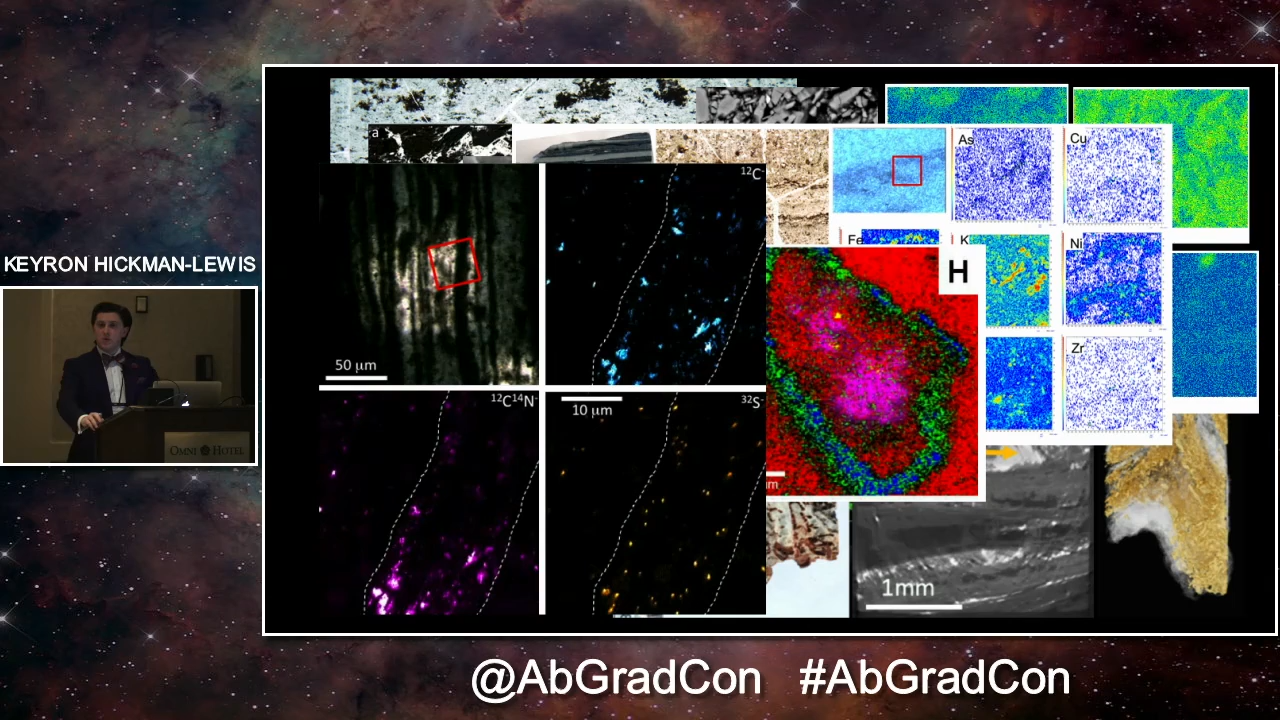 KEYRON HICKMAN-LEWIS
OMNI HOTEL
a
¹²C⁻
As
Cu
Fe
K
Ni
H
50 µm
¹²C¹⁴N⁻
10 µm
³²S⁻
Zr
1mm
@AbGradCon #AbGradCon